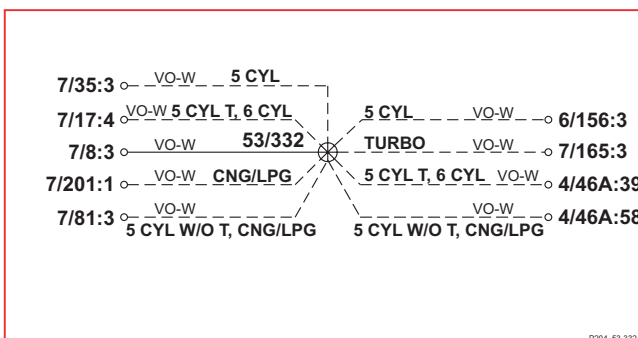 7/35:3 VO-W 5 CYL
7/17:4 VO-W 5 CYL T, 6 CYL 5 CYL VO-W 6/156:3
7/8:3 VO-W 53/332 TURBO VO-W 7/165:3
7/201:1 VO-W CNG/LPG 5 CYL T, 6 CYL VO-W 4/46A:39
7/81:3 VO-W VO-W 4/46A:58
5 CYL W/O T, CNG/LPG 5 CYL W/O T, CNG/LPG